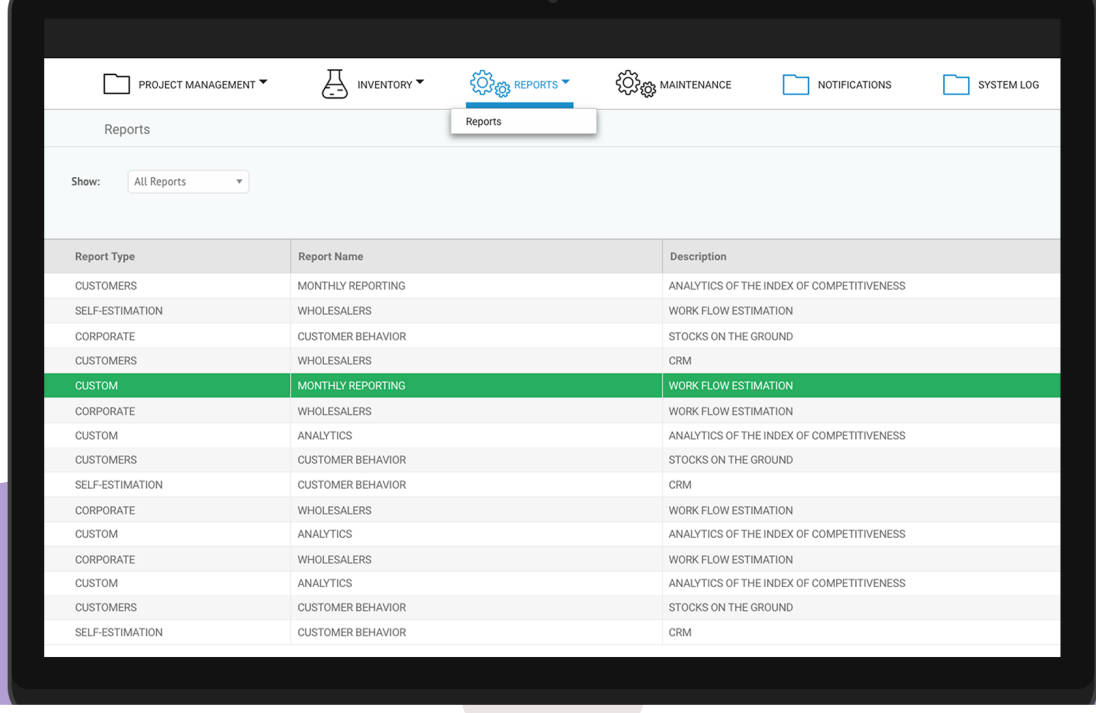 PROJECT MANAGEMENT INVENTORY REPORTS MAINTENANCE NOTIFICATIONS SYSTEM LOG
Reports
Reports
Show: All Reports
Report Type Report Name Description
CUSTOMERS MONTHLY REPORTING ANALYTICS OF THE INDEX OF COMPETITIVENESS
SELF-ESTIMATION WHOLESALERS WORK FLOW ESTIMATION
CORPORATE CUSTOMER BEHAVIOR STOCKS ON THE GROUND
CUSTOMERS WHOLESALERS CRM
CUSTOM MONTHLY REPORTING WORK FLOW ESTIMATION
CORPORATE WHOLESALERS WORK FLOW ESTIMATION
CUSTOM ANALYTICS ANALYTICS OF THE INDEX OF COMPETITIVENESS
CUSTOMERS CUSTOMER BEHAVIOR STOCKS ON THE GROUND
SELF-ESTIMATION CUSTOMER BEHAVIOR CRM
CORPORATE WHOLESALERS WORK FLOW ESTIMATION
CUSTOM ANALYTICS ANALYTICS OF THE INDEX OF COMPETITIVENESS
CORPORATE WHOLESALERS WORK FLOW ESTIMATION
CUSTOM ANALYTICS ANALYTICS OF THE INDEX OF COMPETITIVENESS
CUSTOMERS CUSTOMER BEHAVIOR STOCKS ON THE GROUND
SELF-ESTIMATION CUSTOMER BEHAVIOR CRM